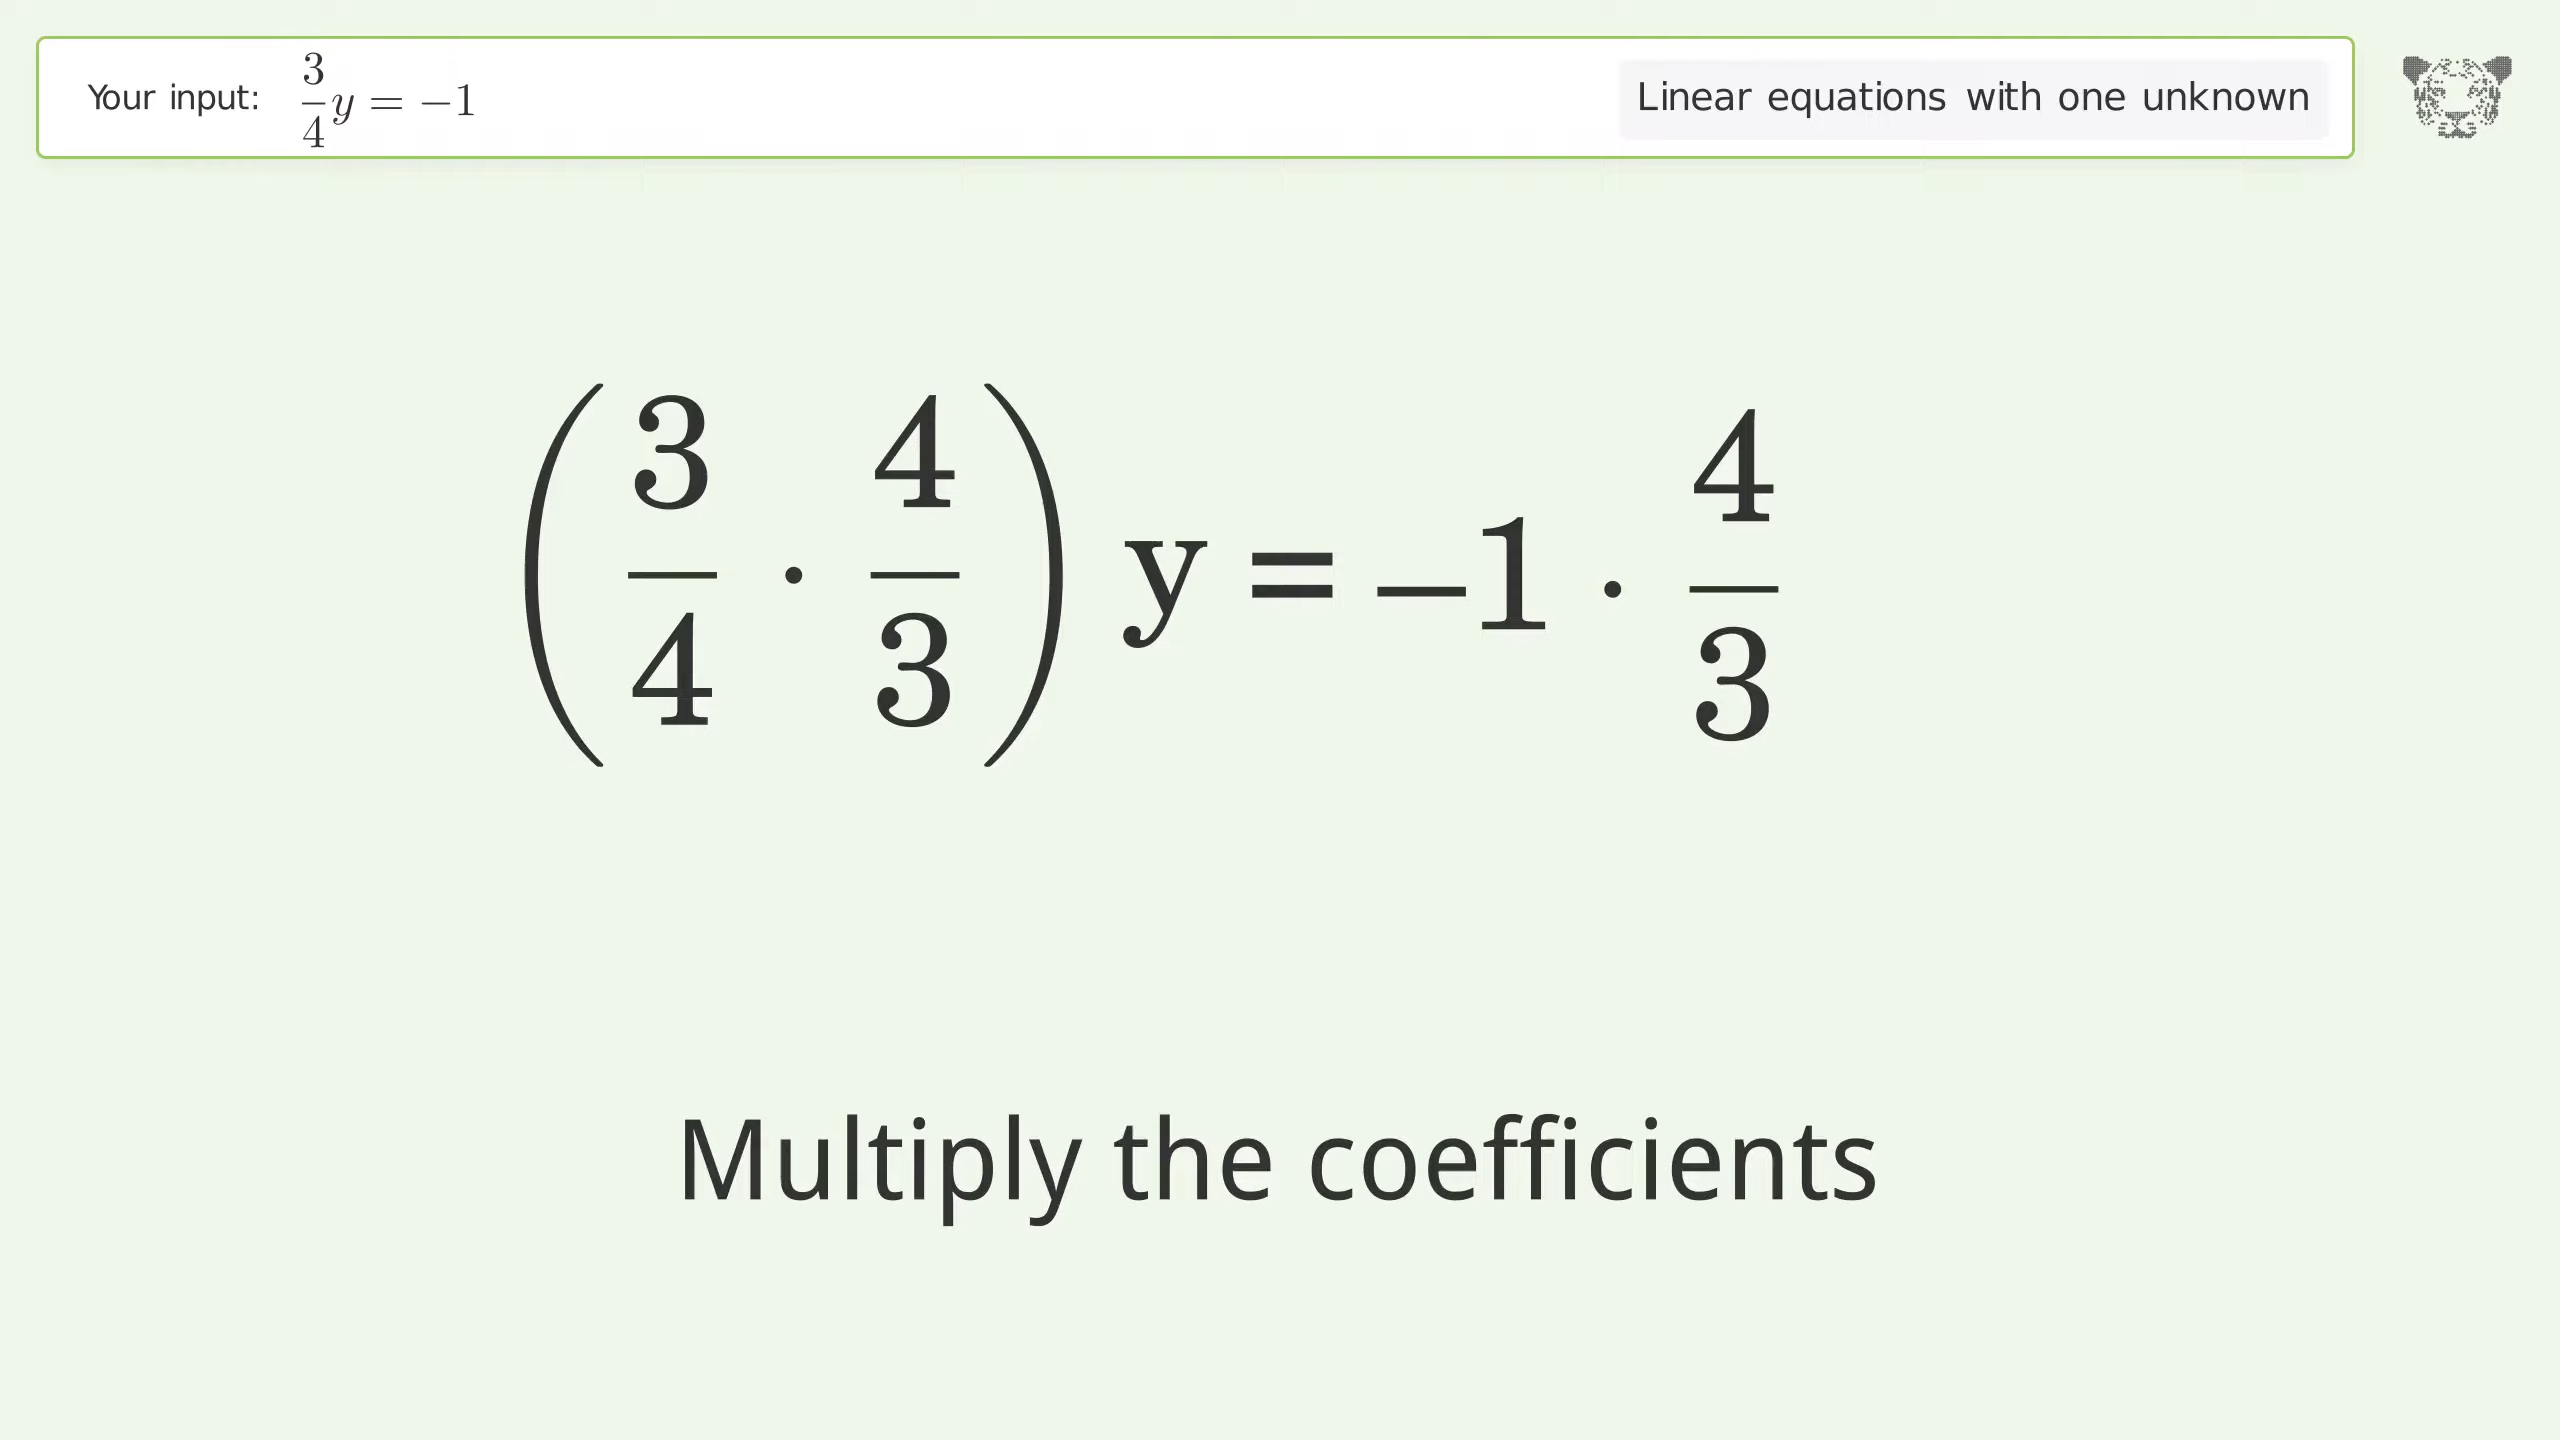 Your input: 3/4 y = −1
Linear equations with one unknown
(3/4 · 4/3) y = −1 · 4/3
Multiply the coefficients